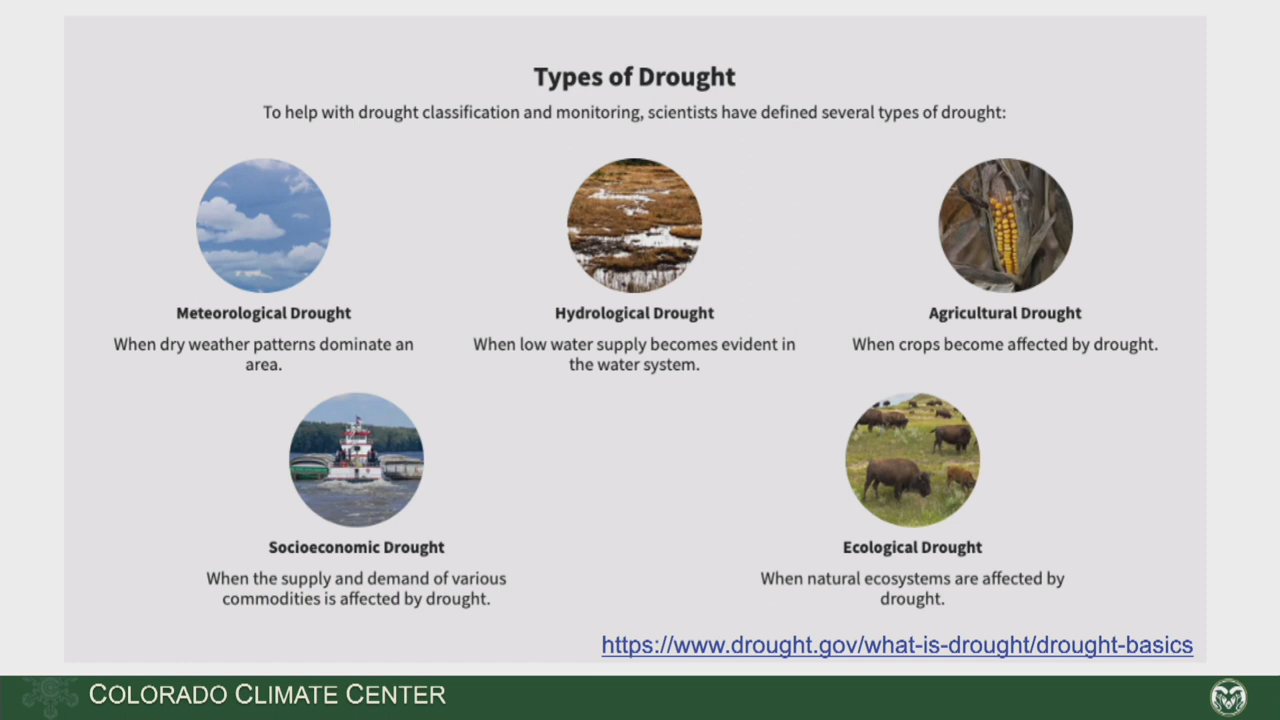 Types of Drought
To help with drought classification and monitoring, scientists have defined several types of drought:
Meteorological Drought
When dry weather patterns dominate an
area.
Hydrological Drought
When low water supply becomes evident in
the water system.
Agricultural Drought
When crops become affected by drought.
Socioeconomic Drought
When the supply and demand of various
commodities is affected by drought.
Ecological Drought
When natural ecosystems are affected by
drought.
https://www.drought.gov/what-is-drought/drought-basics
COLORADO CLIMATE CENTER